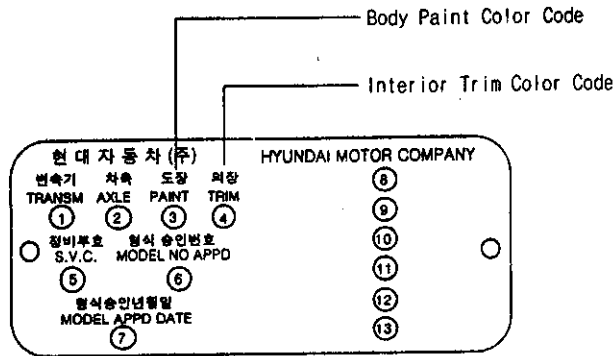 Body Paint Color Code
Interior Trim Color Code
현대자동차(주) HYUNDAI MOTOR COMPANY
변속기 차축 도장 의장 8
TRANSM AXLE PAINT TRIM
1 2 3 4 9
정비부호 형식 승인번호 10
S.V.C. MODEL NO APPD
5 6 11
형식승인년월일 12
MODEL APPD DATE
7 13